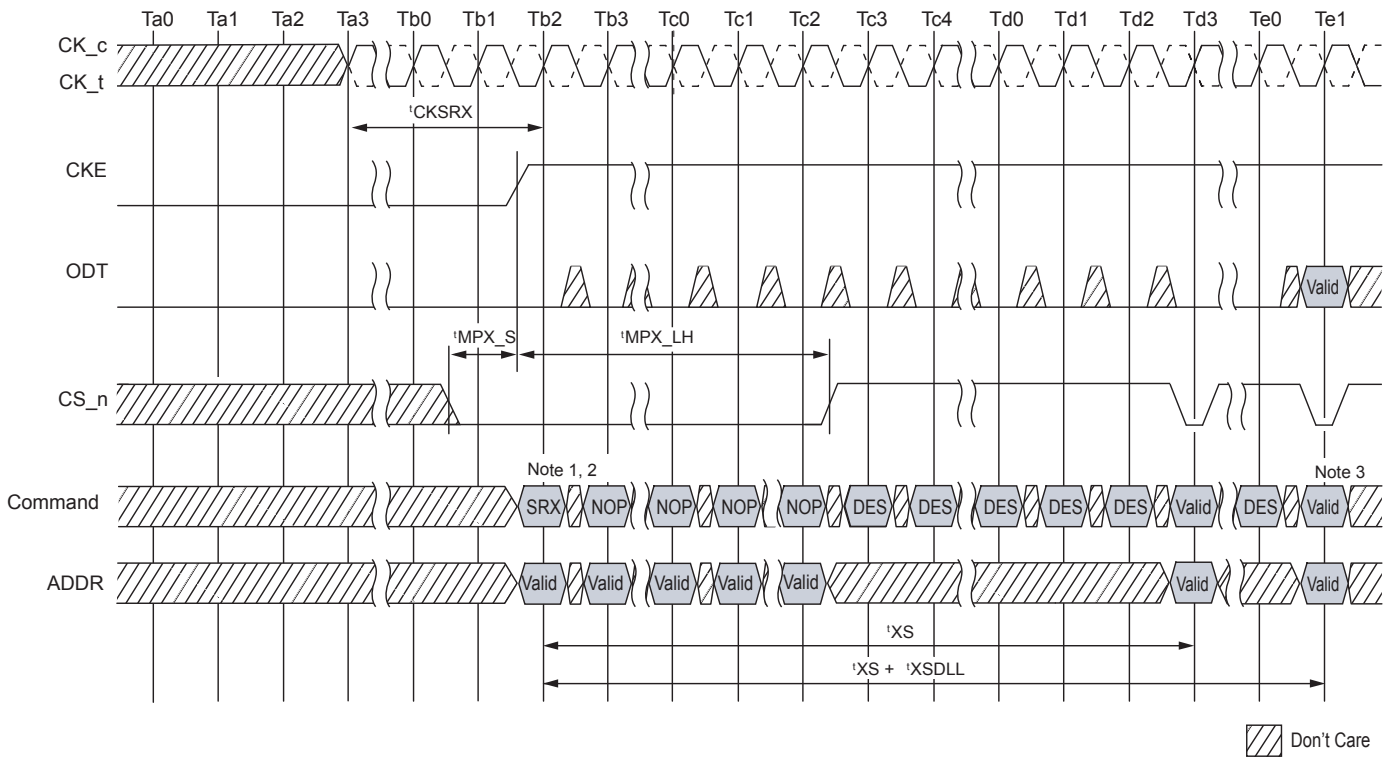 Ta0 Ta1 Ta2 Ta3 Tb0 Tb1 Tb2 Tb3 Tc0 Tc1 Tc2 Tc3 Tc4 Td0 Td1 Td2 Td3 Te0 Te1
CK_c
CK_t
tCKSRX
CKE
ODT
Valid
tMPX_S tMPX_LH
CS_n
Note 1, 2 Note 3
Command SRX NOP NOP NOP NOP DES DES DES DES DES Valid DES Valid
ADDR Valid Valid Valid Valid Valid Valid Valid
tXS
tXS + tXSDLL
Don't Care